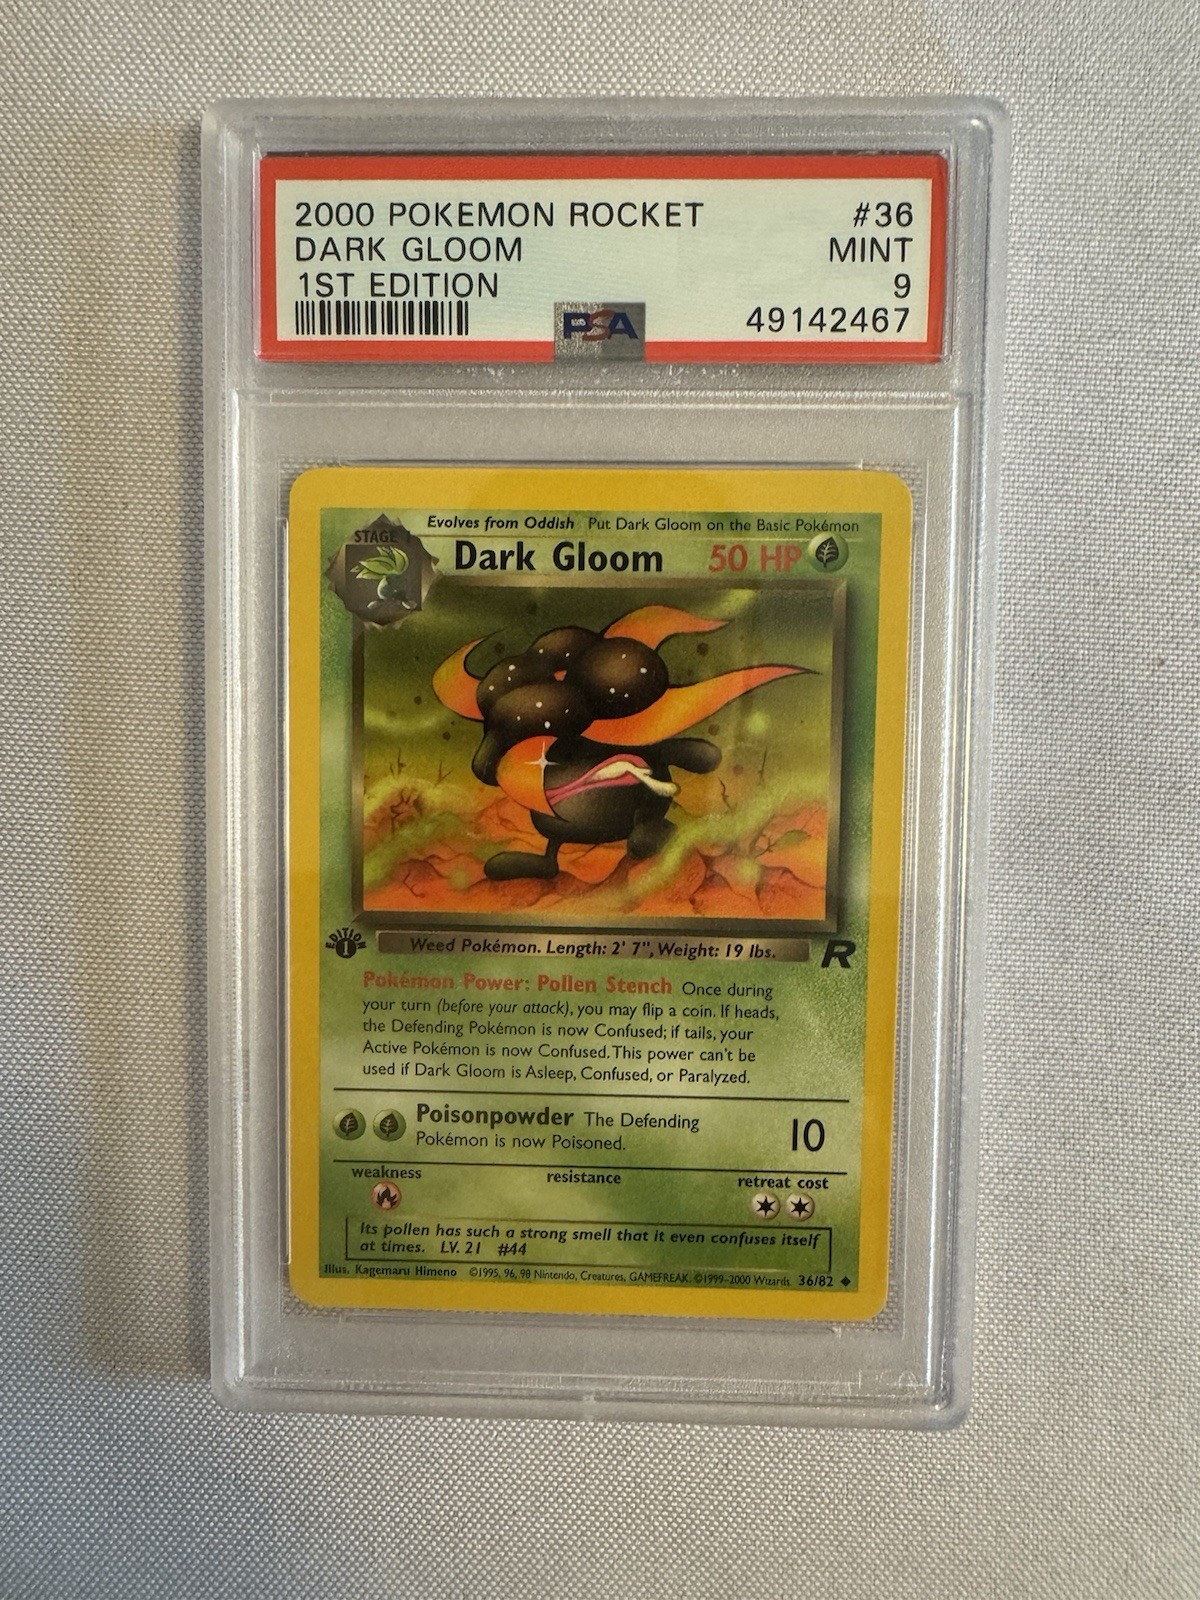 2000 POKEMON ROCKET #36
DARK GLOOM MINT
1ST EDITION 9
PSA 49142467
Evolves from Oddish Put Dark Gloom on the Basic Pokémon
STAGE 1
Dark Gloom 50 HP
EDITION 1
Weed Pokémon. Length: 2' 7", Weight: 19 lbs. R
Pokémon Power: Pollen Stench Once during
your turn (before your attack), you may flip a coin. If heads,
the Defending Pokémon is now Confused; if tails, your
Active Pokémon is now Confused. This power can't be
used if Dark Gloom is Asleep, Confused, or Paralyzed.
Poisonpowder The Defending
Pokémon is now Poisoned. 10
weakness resistance retreat cost
Its pollen has such a strong smell that it even confuses itself
at times. LV. 21 #44
Illus. Kagemaru Himeno ©1995, 96, 98 Nintendo, Creatures, GAMEFREAK. ©1999-2000 Wizards. 36/82